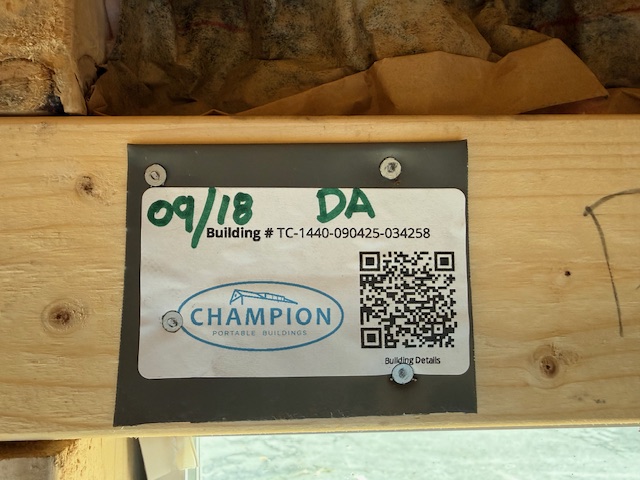 09/18 DA
Building # TC-1440-090425-034258
CHAMPION
PORTABLE BUILDINGS
Building Details